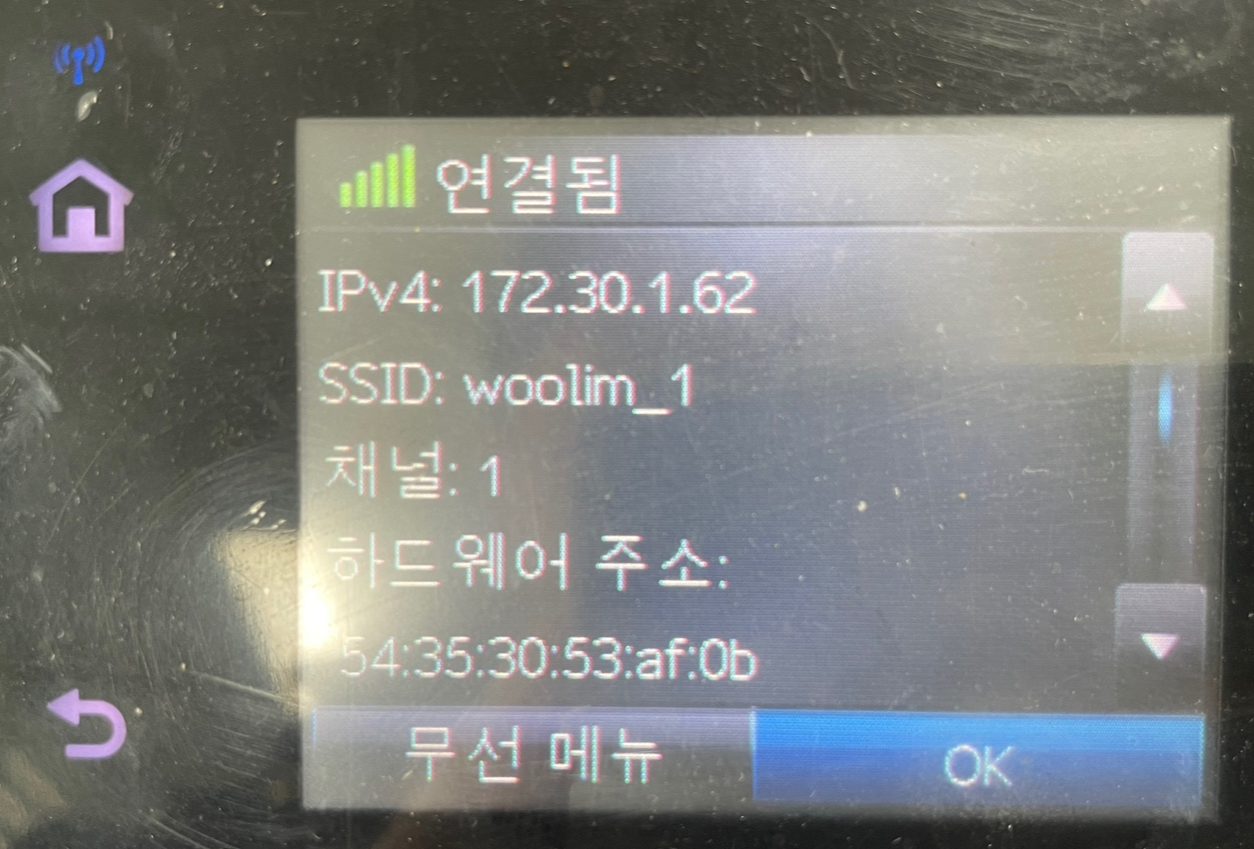 연결됨
IPv4: 172.30.1.62
SSID: woolim_1
채널: 1
하드웨어 주소:
54:35:30:53:af:0b
무선 메뉴
OK